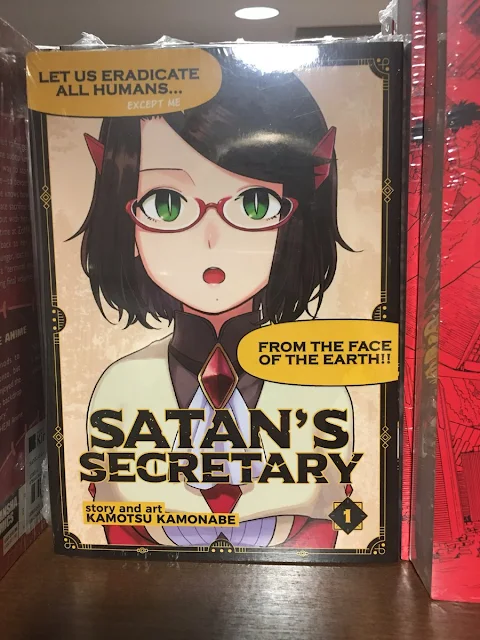 LET US ERADICATE
ALL HUMANS...
EXCEPT ME
FROM THE FACE
OF THE EARTH!!
SATAN'S
SECRETARY
story and art
KAMOTSU KAMONABE
1